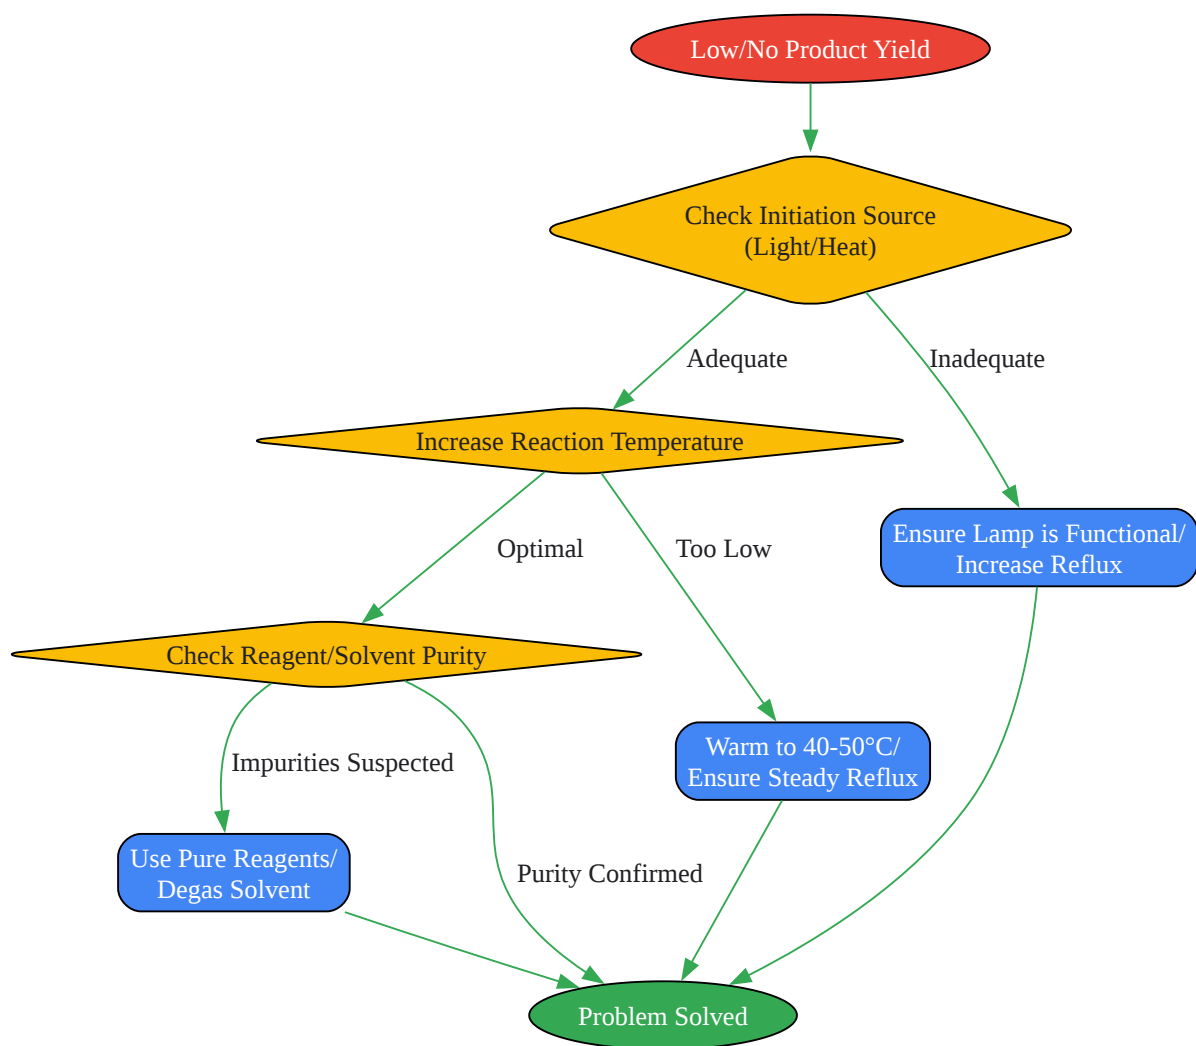 Low/No Product Yield
Check Initiation Source
(Light/Heat)
Adequate
Inadequate
Increase Reaction Temperature
Optimal
Too Low
Ensure Lamp is Functional/
Increase Reflux
Check Reagent/Solvent Purity
Impurities Suspected
Warm to 40-50°C/
Ensure Steady Reflux
Use Pure Reagents/
Degas Solvent
Purity Confirmed
Problem Solved